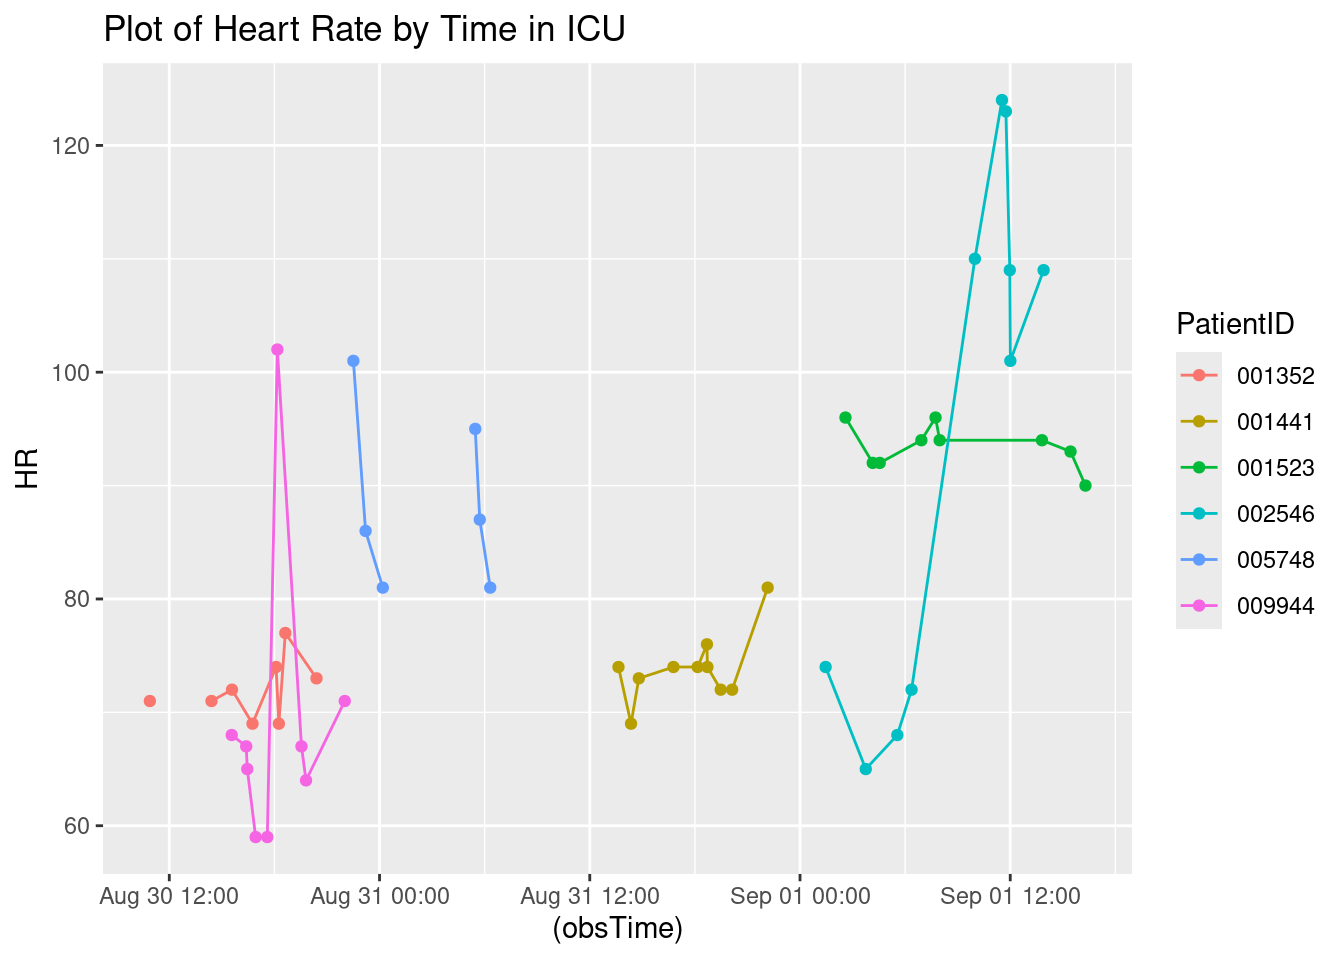 Plot of Heart Rate by Time in ICU
120
100
80
60
HR
Aug 30 12:00
Aug 31 00:00
Aug 31 12:00
Sep 01 00:00
Sep 01 12:00
(obsTime)
PatientID
001352
001441
001523
002546
005748
009944